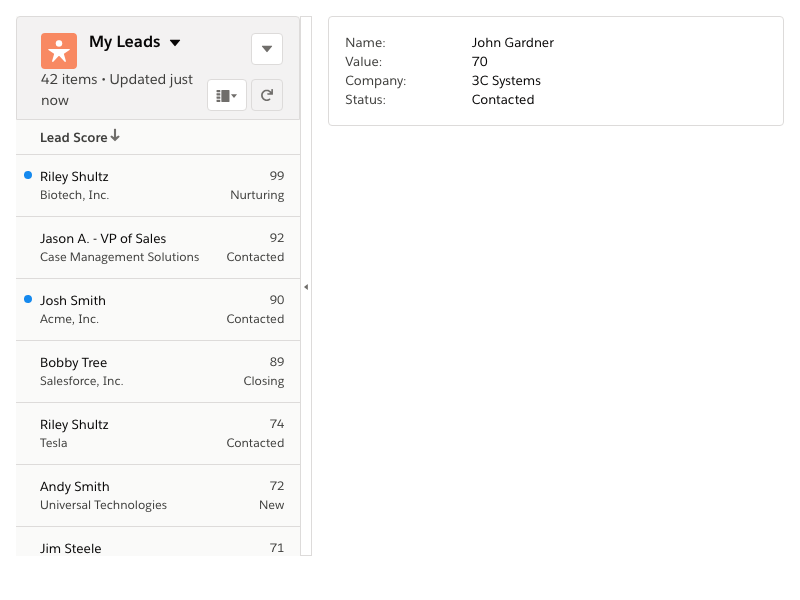 My Leads
42 items • Updated just
now
Lead Score
Riley Shultz 99
Biotech, Inc. Nurturing
Jason A. - VP of Sales 92
Case Management Solutions Contacted
Josh Smith 90
Acme, Inc. Contacted
Bobby Tree 89
Salesforce, Inc. Closing
Riley Shultz 74
Tesla Contacted
Andy Smith 72
Universal Technologies New
Jim Steele 71
Name: John Gardner
Value: 70
Company: 3C Systems
Status: Contacted